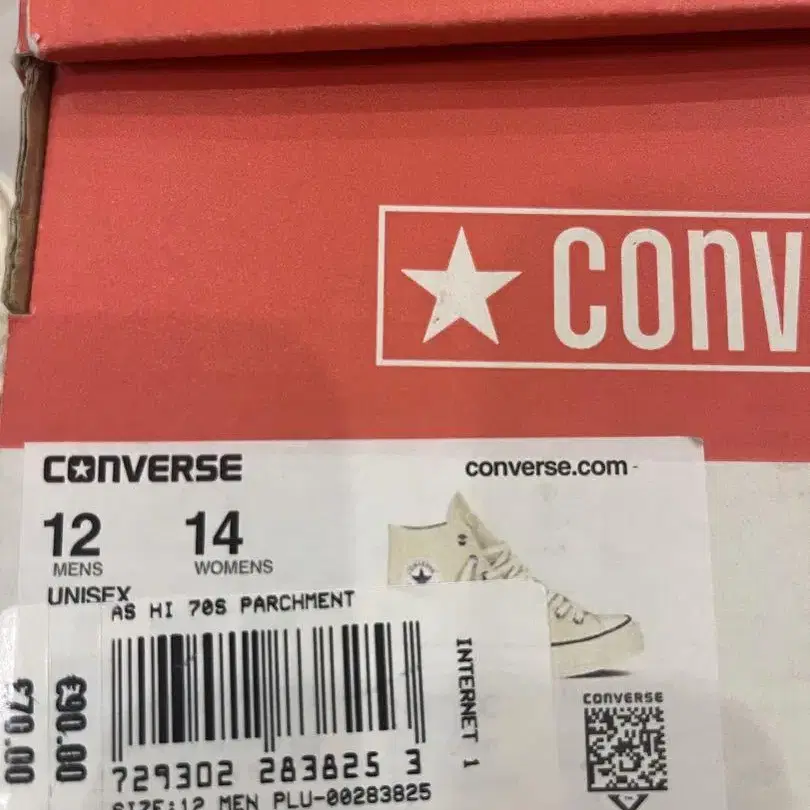 ★ CONV
CONVERSE
converse.com
12 14
MENS WOMENS
UNISEX
AS HI 70S PARCHMENT
€70.00
€90.00
INTERNET 1
729302 283825 3
SIZE:12 MEN PLU-00283825
CONVERSE